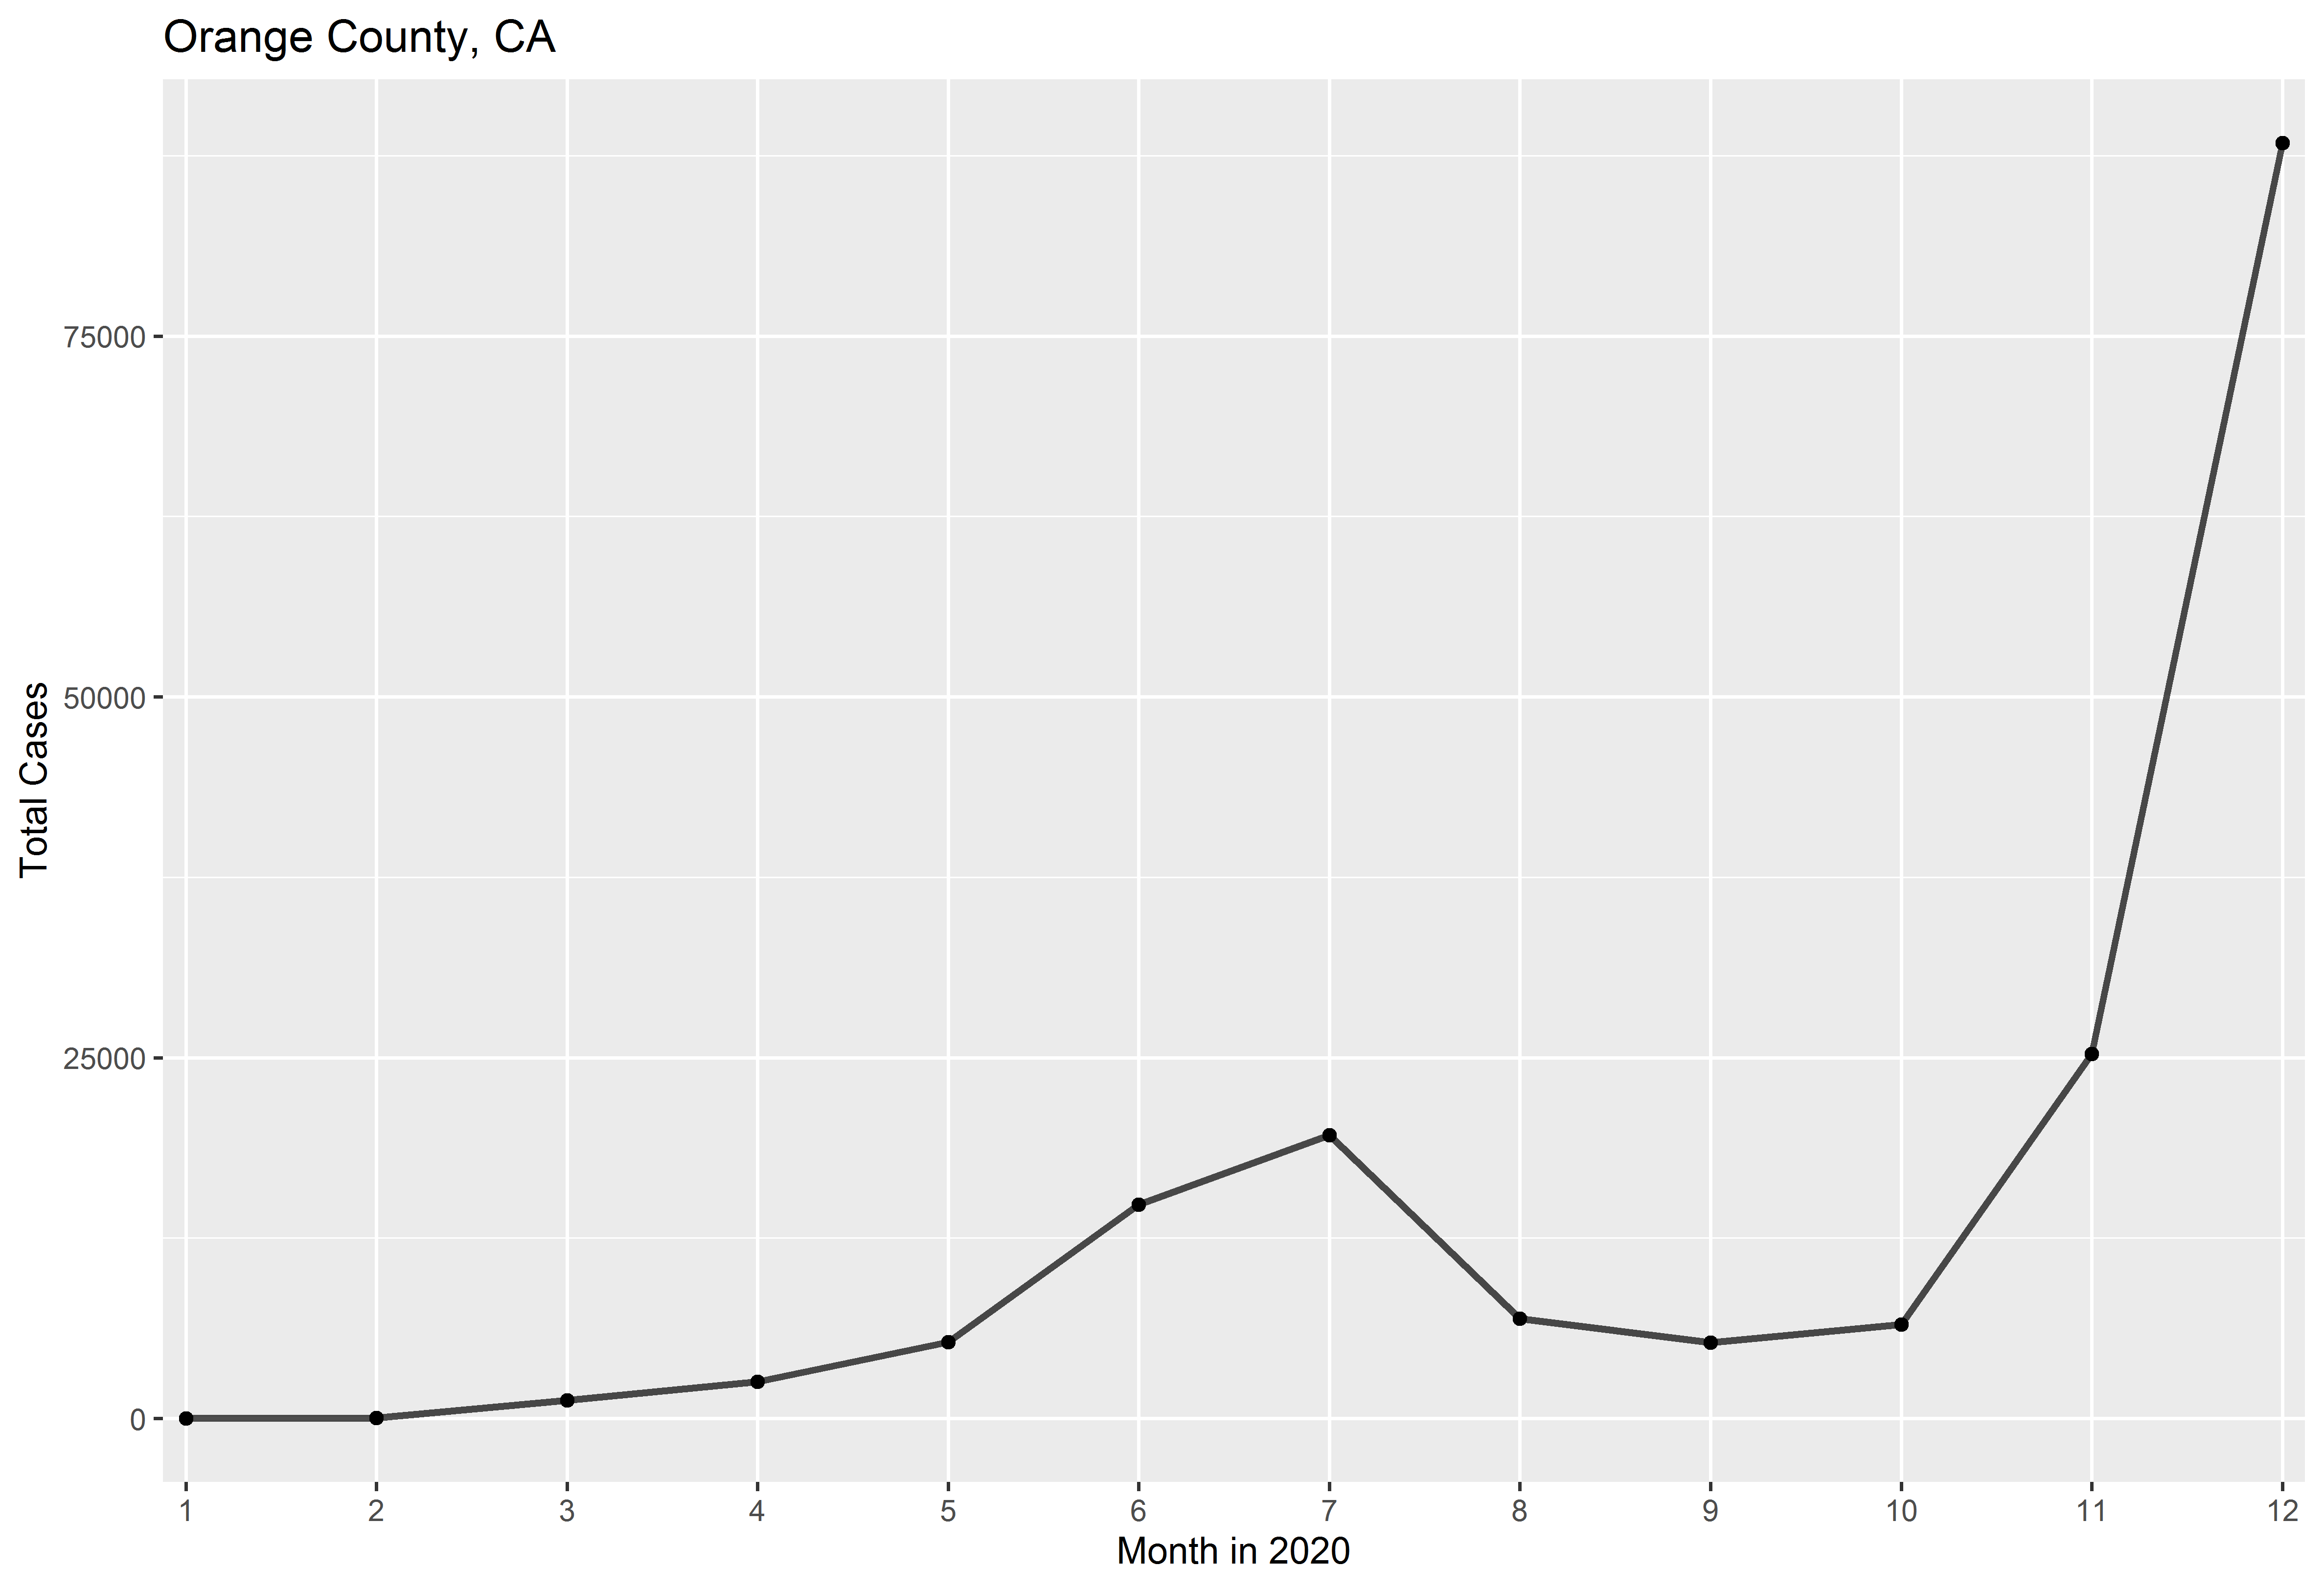 Orange County, CA
Total Cases
75000
50000
25000
0
1 2 3 4 5 6 7 8 9 10 11 12
Month in 2020